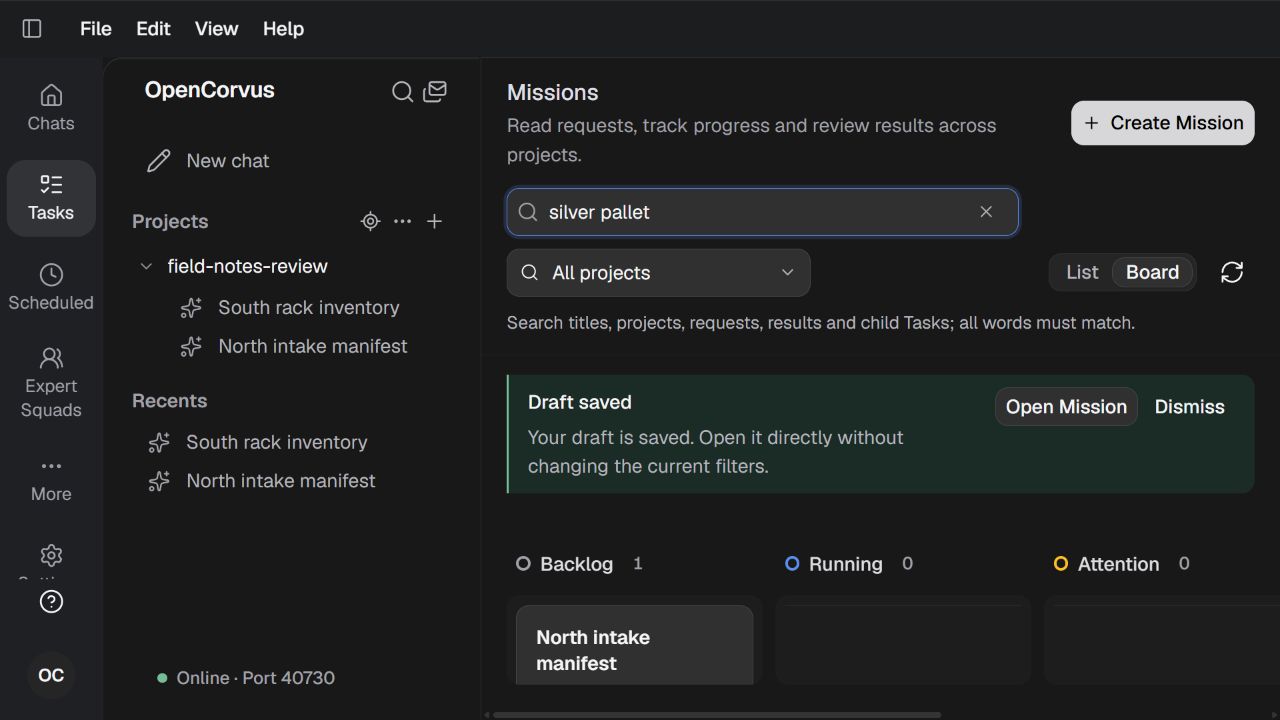 File Edit View Help
Chats
Tasks
Scheduled
Expert
Squads
More
OC
OpenCorvus
New chat
Projects
field-notes-review
South rack inventory
North intake manifest
Recents
South rack inventory
North intake manifest
Online · Port 40730
Missions
Read requests, track progress and review results across
projects.
+ Create Mission
silver pallet
All projects
List Board
Search titles, projects, requests, results and child Tasks; all words must match.
Draft saved
Your draft is saved. Open it directly without
changing the current filters.
Open Mission Dismiss
Backlog 1
Running 0
Attention 0
North intake
manifest